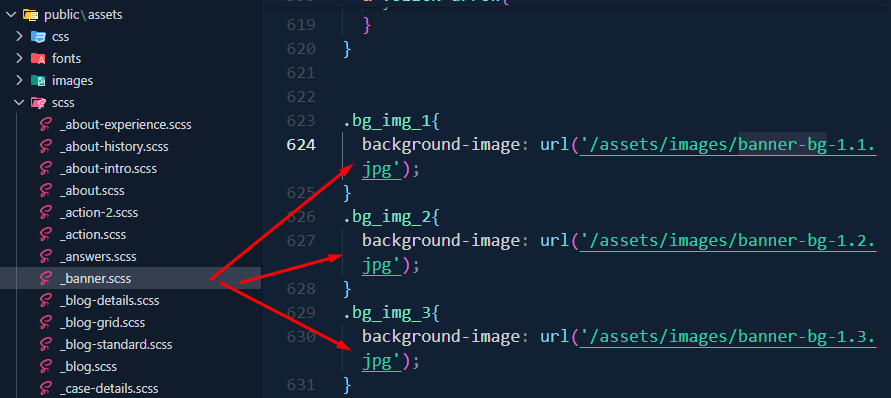 public\assets
css
fonts
images
scss
_about-experience.scss
_about-history.scss
_about-intro.scss
_about.scss
_action-2.scss
_action.scss
_answers.scss
_banner.scss
_blog-details.scss
_blog-grid.scss
_blog-standard.scss
_blog.scss
_case-details.scss
619 }
620 }
621
622
623 .bg_img_1{
624 background-image: url('/assets/images/banner-bg-1.1.
jpg');
625 }
626 .bg_img_2{
627 background-image: url('/assets/images/banner-bg-1.2.
jpg');
628 }
629 .bg_img_3{
630 background-image: url('/assets/images/banner-bg-1.3.
jpg');
631 }